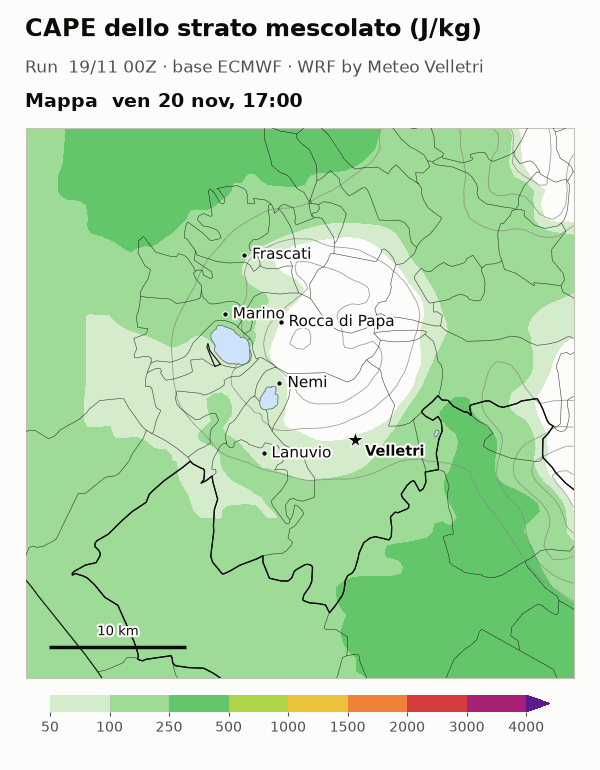 CAPE dello strato mescolato (J/kg)
Run  19/11 00Z · base ECMWF · WRF by Meteo Velletri
Mappa  ven 20 nov, 17:00
Frascati
Marino
Rocca di Papa
Nemi
Velletri
Lanuvio
10 km
50 100 250 500 1000 1500 2000 3000 4000